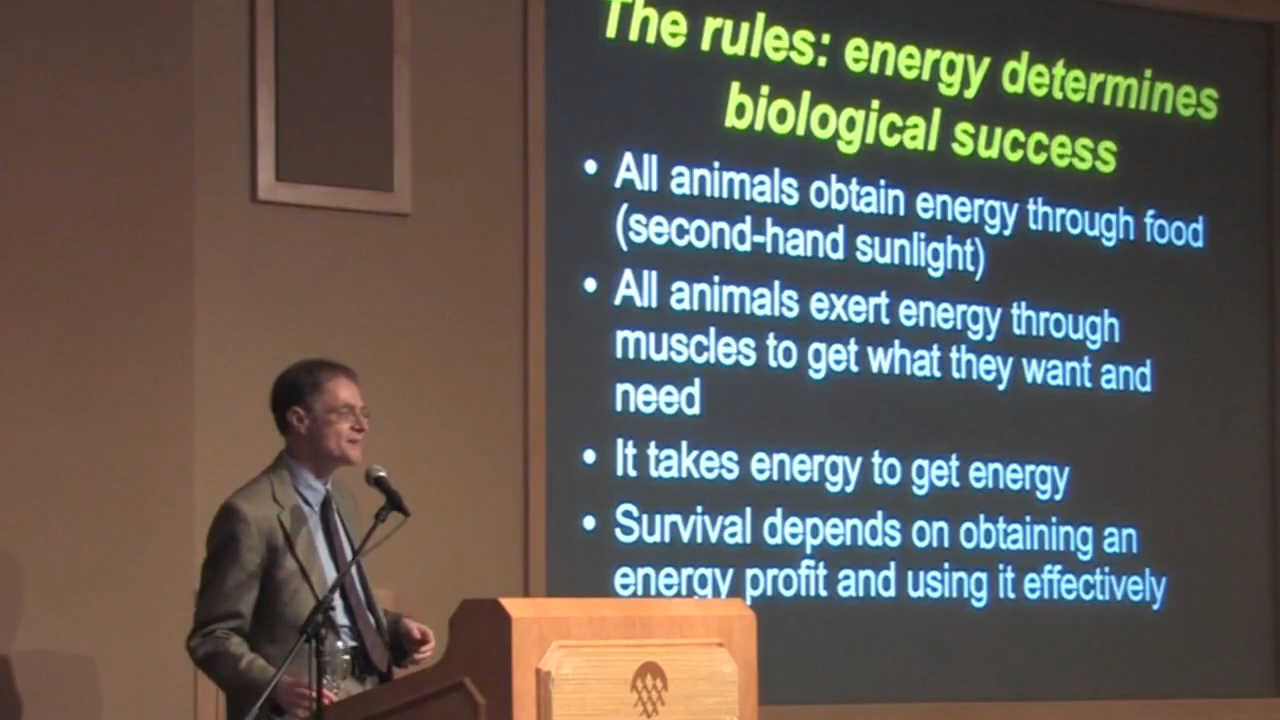 The rules: energy determines
biological success
• All animals obtain energy through food
(second-hand sunlight)
• All animals exert energy through
muscles to get what they want and
need
• It takes energy to get energy
• Survival depends on obtaining an
energy profit and using it effectively